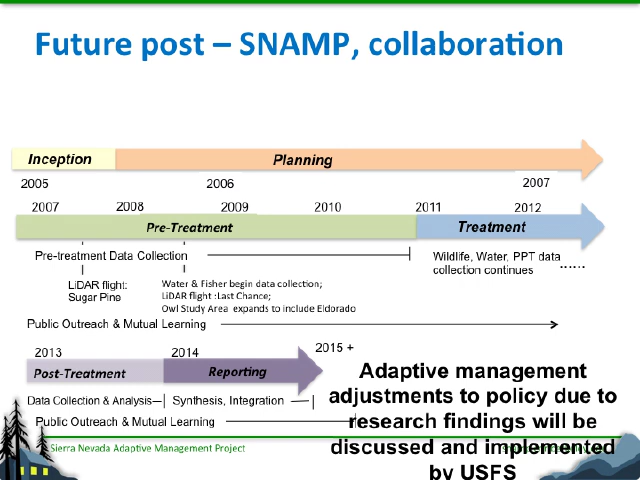 Future post – SNAMP, collaboration
Inception Planning
2005 2006 2007
2007 2008 2009 2010 2011 2012
Pre-Treatment Treatment
Pre-treatment Data Collection
Wildlife, Water, PPT data
collection continues ......
LiDAR flight:
Sugar Pine
Water & Fisher begin data collection;
LiDAR flight :Last Chance;
Owl Study Area expands to include Eldorado
Public Outreach & Mutual Learning
2013 2014 2015 +
Post-Treatment Reporting
Data Collection & Analysis Synthesis, Integration
Public Outreach & Mutual Learning
Adaptive management
adjustments to policy due to
research findings will be
discussed and implemented
by USFS
Sierra Nevada Adaptive Management Project